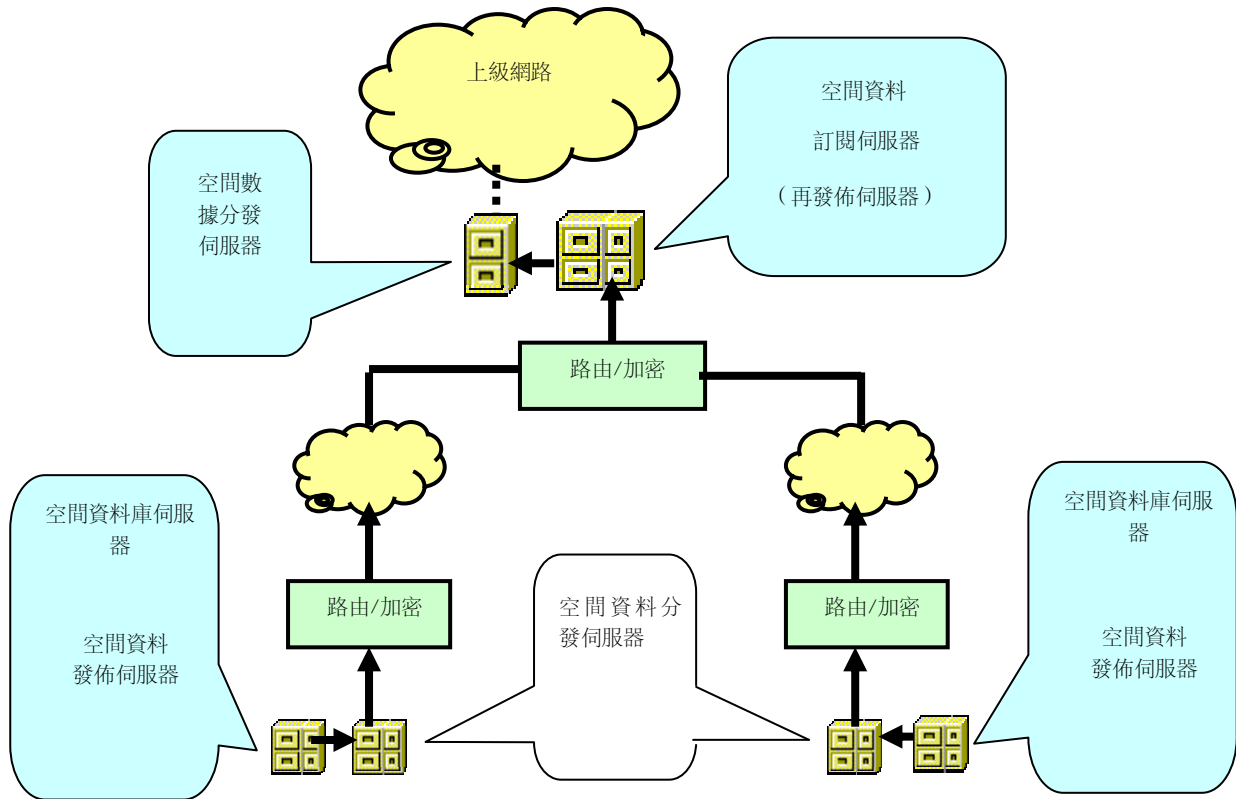 上級網路
空間資料
訂閱伺服器
（再發佈伺服器）
空間數
據分發
伺服器
路由/加密
空間資料庫伺服
器
空間資料
發佈伺服器
路由/加密
空間資料分
發伺服器
路由/加密
空間資料庫伺服
器
空間資料
發佈伺服器